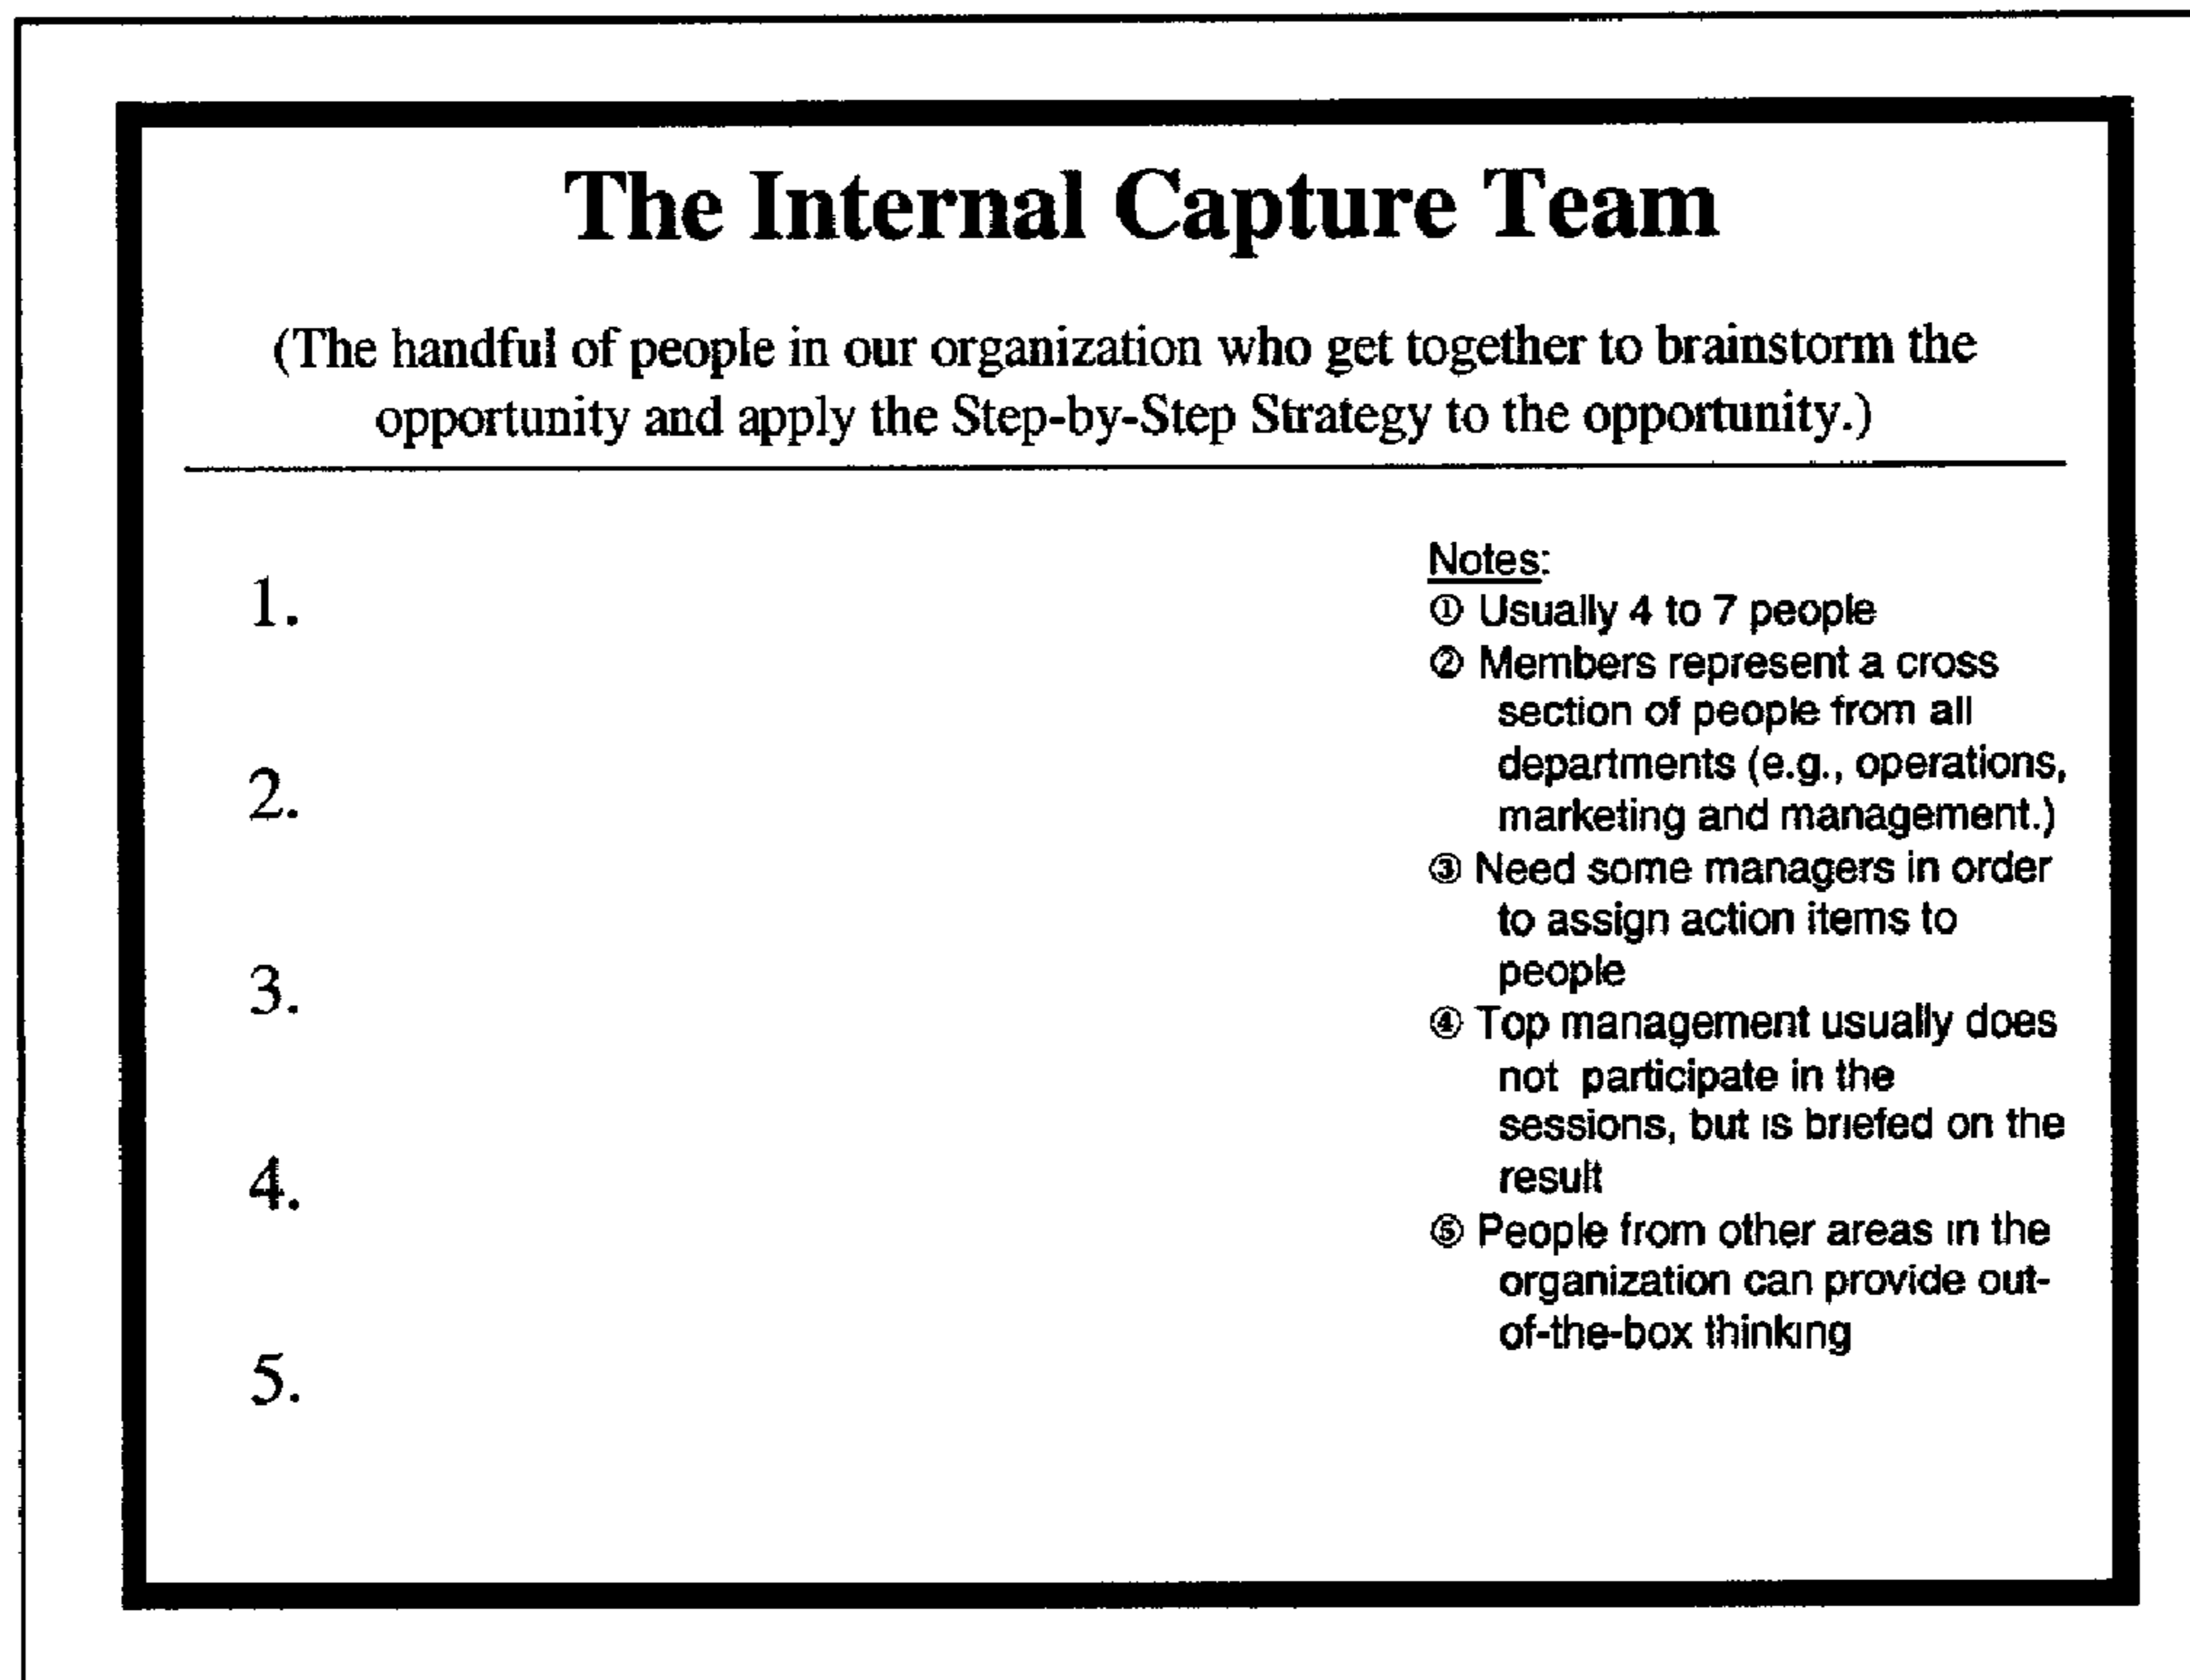 The Internal Capture Team
(The handful of people in our organization who get together to brainstorm the
opportunity and apply the Step-by-Step Strategy to the opportunity.)
1.
2.
3.
4.
5.
Notes:
① Usually 4 to 7 people
② Members represent a cross
section of people from all
departments (e.g., operations,
marketing and management.)
③ Need some managers in order
to assign action items to
people
④ Top management usually does
not participate in the
sessions, but is briefed on the
result
⑤ People from other areas in the
organization can provide out-
of-the-box thinking